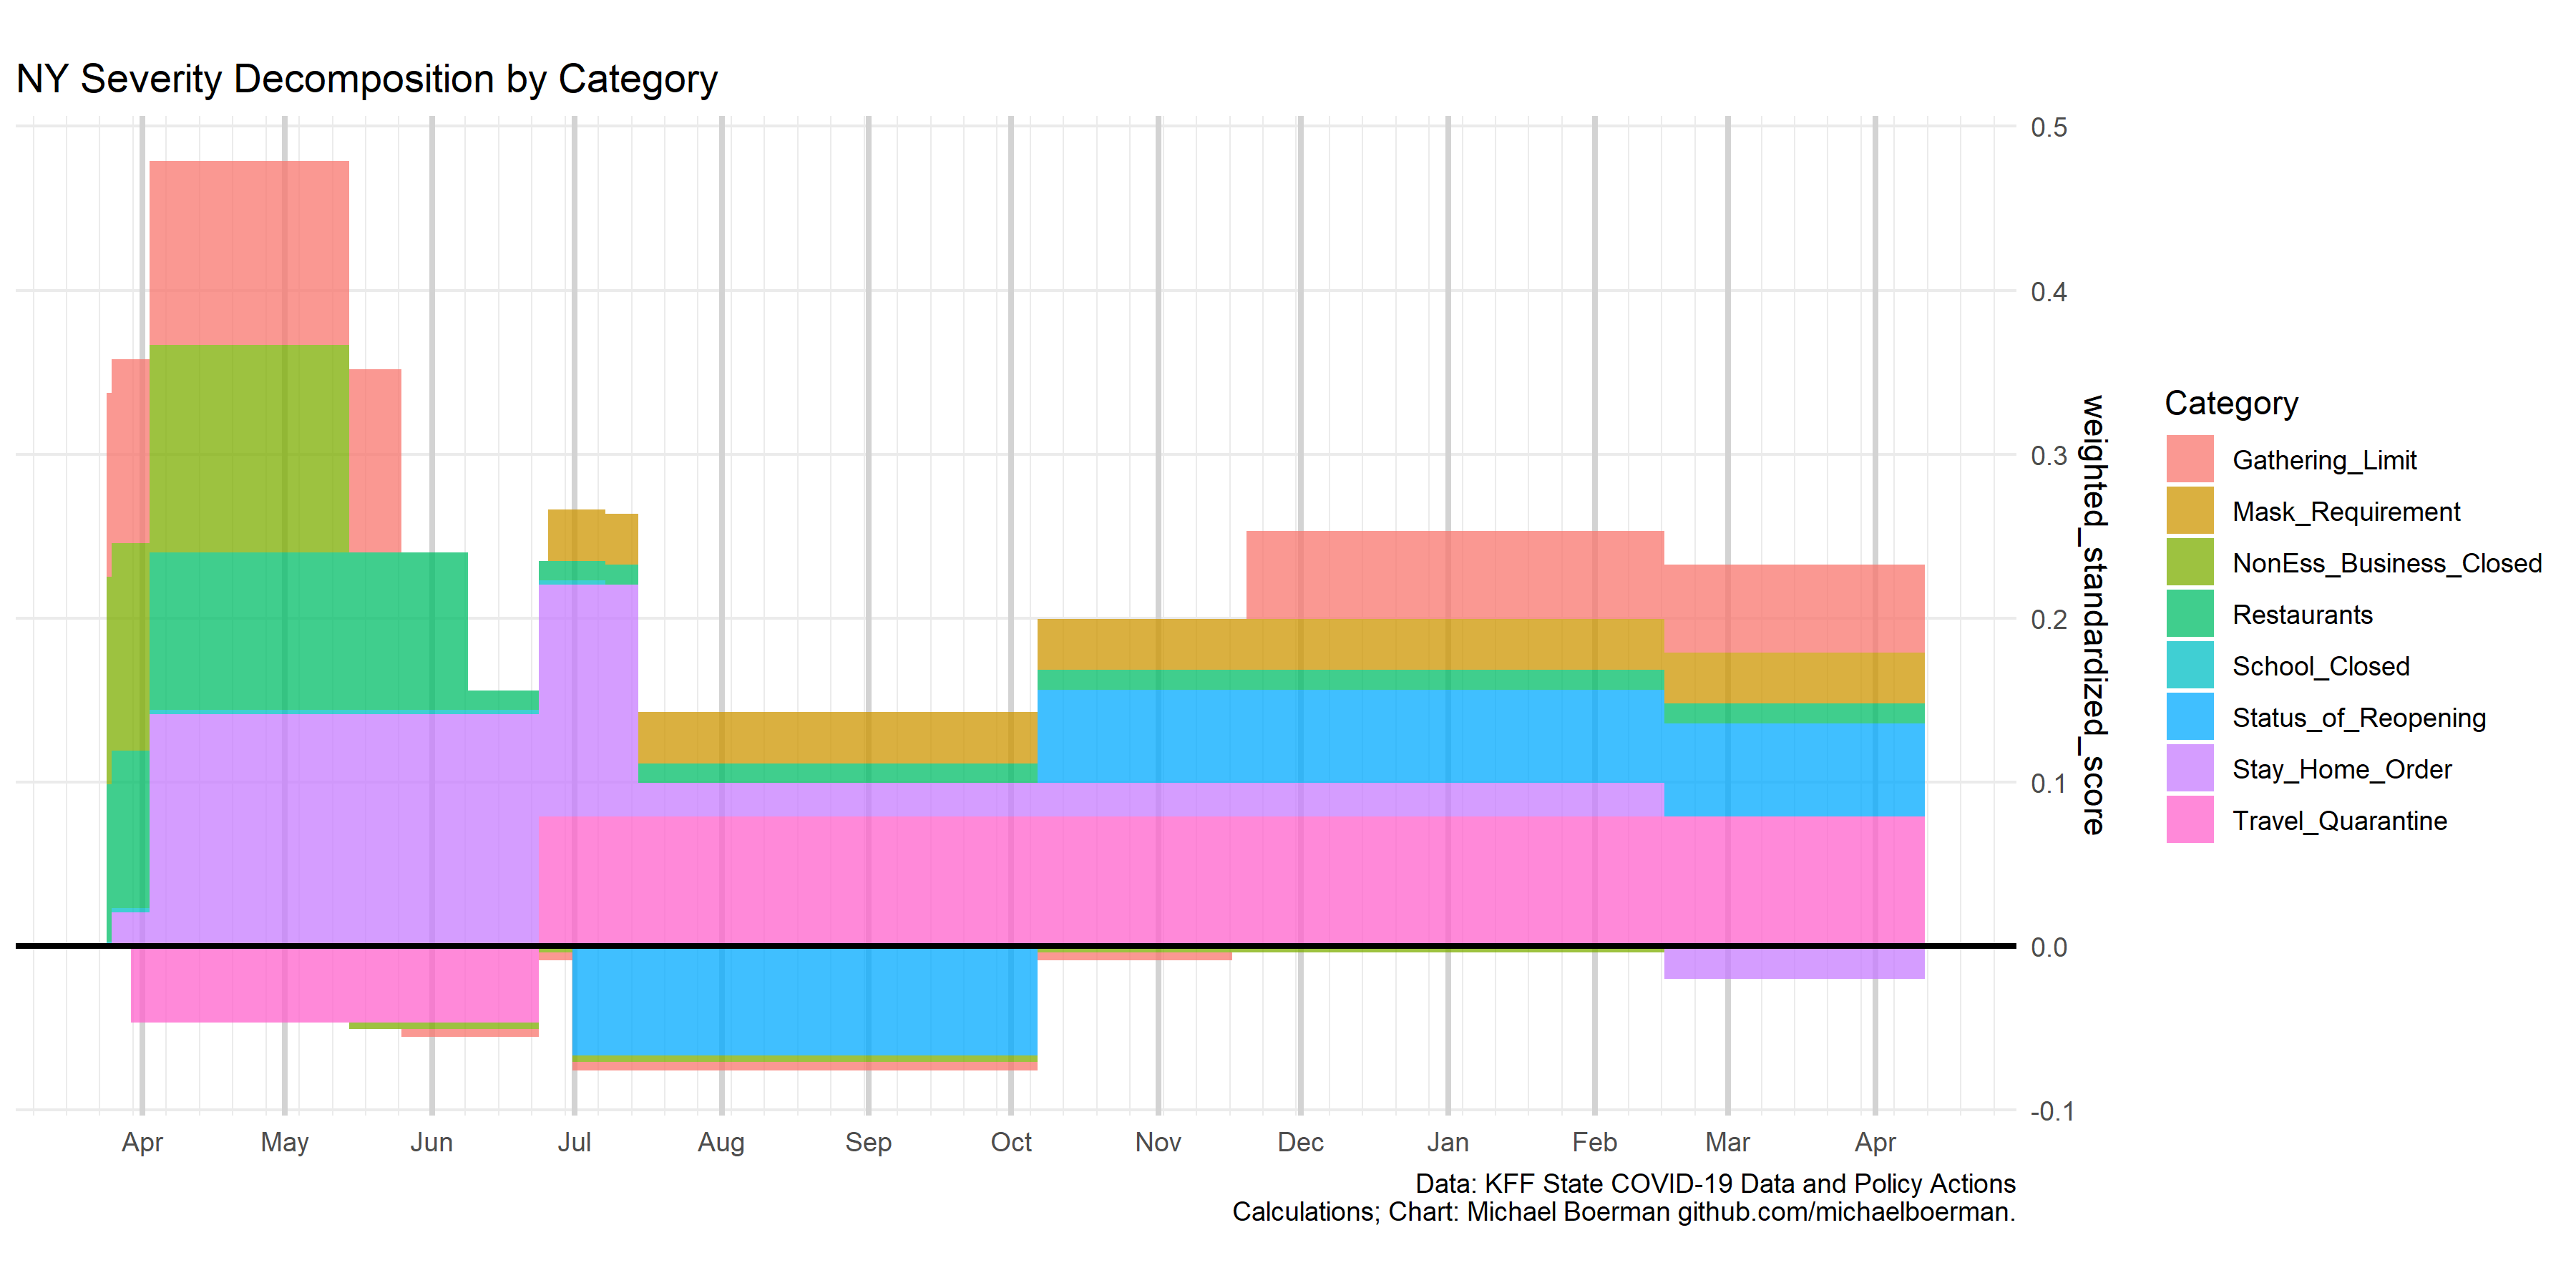 NY Severity Decomposition by Category
0.5
0.4
0.3
0.2
0.1
0.0
-0.1
weighted_standardized_score
Apr May Jun Jul Aug Sep Oct Nov Dec Jan Feb Mar Apr
Category
Gathering_Limit
Mask_Requirement
NonEss_Business_Closed
Restaurants
School_Closed
Status_of_Reopening
Stay_Home_Order
Travel_Quarantine
Data: KFF State COVID-19 Data and Policy Actions
Calculations; Chart: Michael Boerman github.com/michaelboerman.